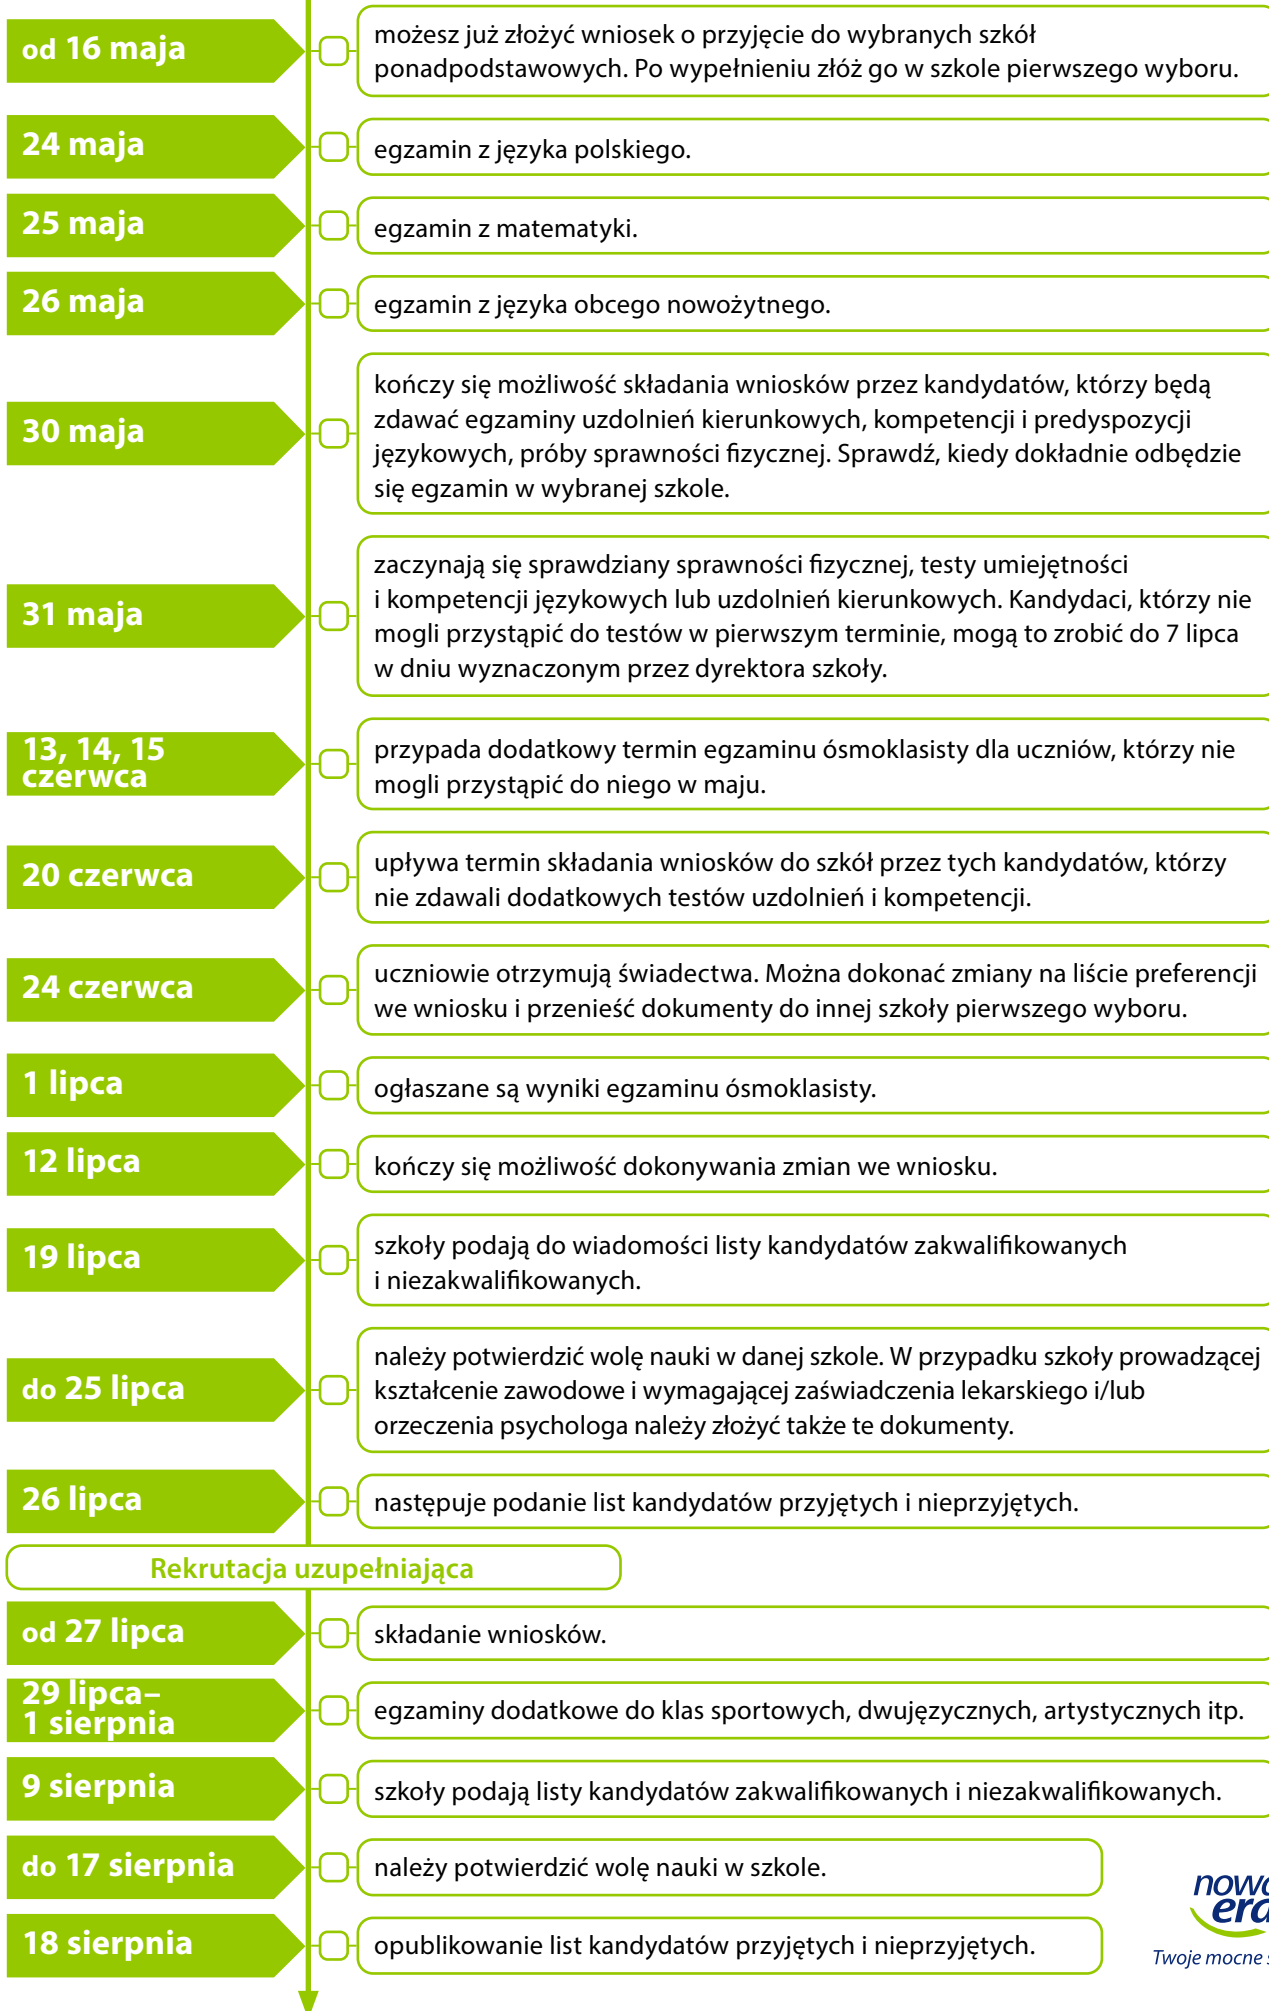 od 16 maja
możesz już złożyć wniosek o przyjęcie do wybranych szkół
ponadpodstawowych. Po wypełnieniu złóż go w szkole pierwszego wyboru.
24 maja
egzamin z języka polskiego.
25 maja
egzamin z matematyki.
26 maja
egzamin z języka obcego nowożytnego.
30 maja
kończy się możliwość składania wniosków przez kandydatów, którzy będą
zdawać egzaminy uzdolnień kierunkowych, kompetencji i predyspozycji
językowych, próby sprawności fizycznej. Sprawdź, kiedy dokładnie odbędzie
się egzamin w wybranej szkole.
31 maja
zaczynają się sprawdziany sprawności fizycznej, testy umiejętności
i kompetencji językowych lub uzdolnień kierunkowych. Kandydaci, którzy nie
mogli przystąpić do testów w pierwszym terminie, mogą to zrobić do 7 lipca
w dniu wyznaczonym przez dyrektora szkoły.
13, 14, 15
czerwca
przypada dodatkowy termin egzaminu ósmoklasisty dla uczniów, którzy nie
mogli przystąpić do niego w maju.
20 czerwca
upływa termin składania wniosków do szkół przez tych kandydatów, którzy
nie zdawali dodatkowych testów uzdolnień i kompetencji.
24 czerwca
uczniowie otrzymują świadectwa. Można dokonać zmiany na liście preferencji
we wniosku i przenieść dokumenty do innej szkoły pierwszego wyboru.
1 lipca
ogłaszane są wyniki egzaminu ósmoklasisty.
12 lipca
kończy się możliwość dokonywania zmian we wniosku.
19 lipca
szkoły podają do wiadomości listy kandydatów zakwalifikowanych
i niezakwalifikowanych.
do 25 lipca
należy potwierdzić wolę nauki w danej szkole. W przypadku szkoły prowadzącej
kształcenie zawodowe i wymagającej zaświadczenia lekarskiego i/lub
orzeczenia psychologa należy złożyć także te dokumenty.
26 lipca
następuje podanie list kandydatów przyjętych i nieprzyjętych.
Rekrutacja uzupełniająca
od 27 lipca
składanie wniosków.
29 lipca–
1 sierpnia
egzaminy dodatkowe do klas sportowych, dwujęzycznych, artystycznych itp.
9 sierpnia
szkoły podają listy kandydatów zakwalifikowanych i niezakwalifikowanych.
do 17 sierpnia
należy potwierdzić wolę nauki w szkole.
18 sierpnia
opublikowanie list kandydatów przyjętych i nieprzyjętych.
Twoje mocne